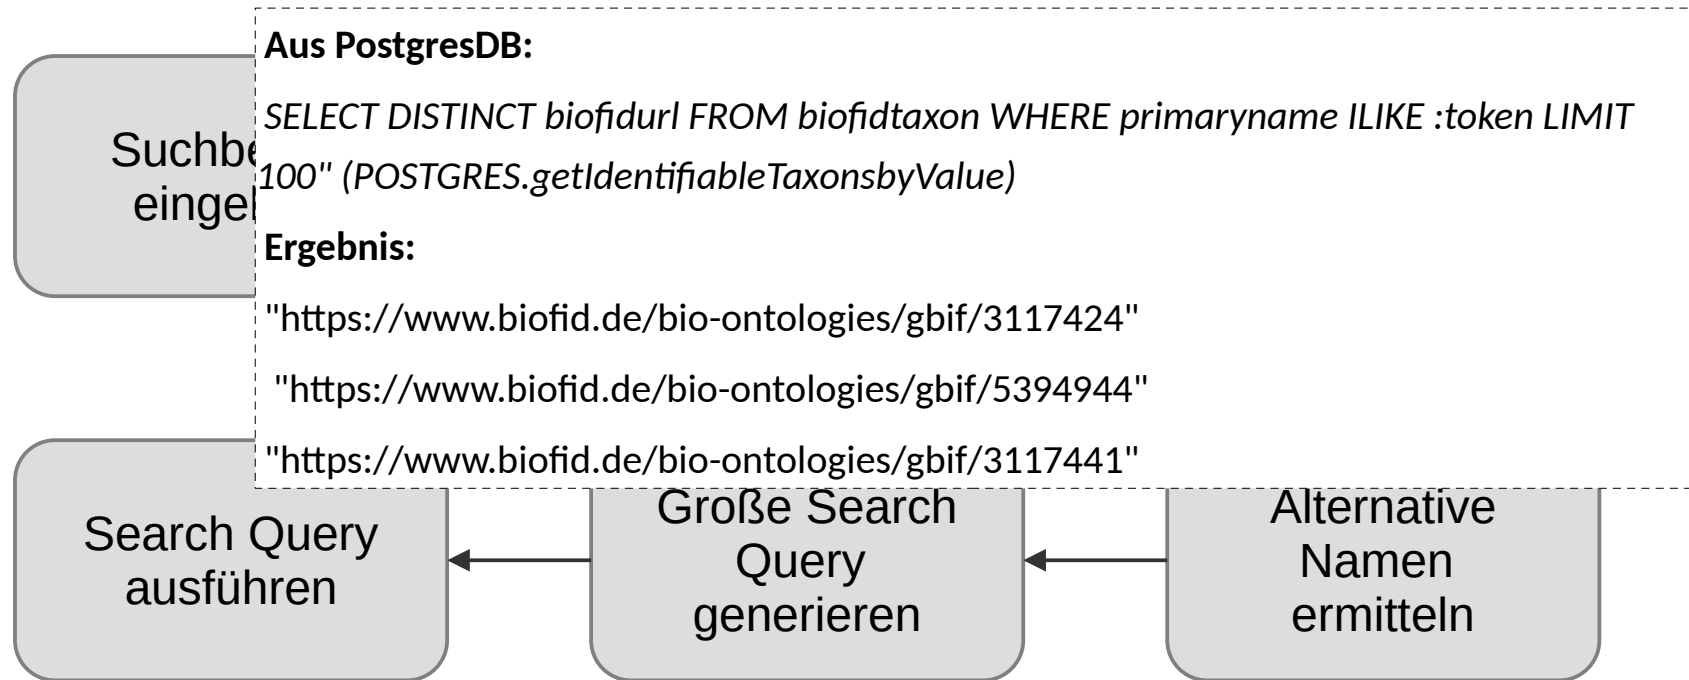 Aus PostgresDB:
SELECT DISTINCT biofidurl FROM biofidtaxon WHERE primaryname ILIKE :token LIMIT
100" (POSTGRES.getIdentifiableTaxonsbyValue)
Ergebnis:
"https://www.biofid.de/bio-ontologies/gbif/3117424"
"https://www.biofid.de/bio-ontologies/gbif/5394944"
"https://www.biofid.de/bio-ontologies/gbif/3117441"
Search Query
ausführen
Große Search
Query
generieren
Alternative
Namen
ermitteln